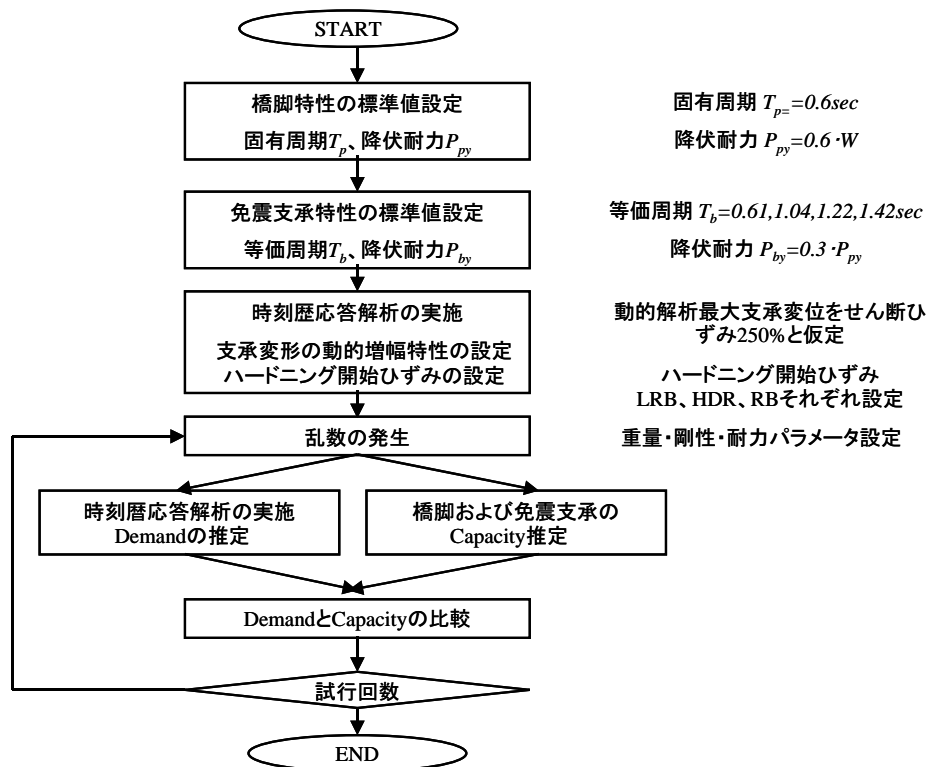 START
橋脚特性の標準値設定
固有周期Tp、降伏耐力Ppy
固有周期 Tp=0.6sec
降伏耐力 Ppy=0.6·W
免震支承特性の標準値設定
等価周期Tb、降伏耐力Pby
等価周期 Tb=0.61,1.04,1.22,1.42sec
降伏耐力 Pby=0.3·Ppy
時刻歴応答解析の実施
支承変形の動的増幅特性の設定
ハードニング開始ひずみの設定
動的解析最大支承変位をせん断ひ
ずみ250%と仮定
ハードニング開始ひずみ
LRB、HDR、RBそれぞれ設定
乱数の発生
重量・剛性・耐力パラメータ設定
時刻暦応答解析の実施
Demandの推定
橋脚および免震支承の
Capacity推定
DemandとCapacityの比較
試行回数
END